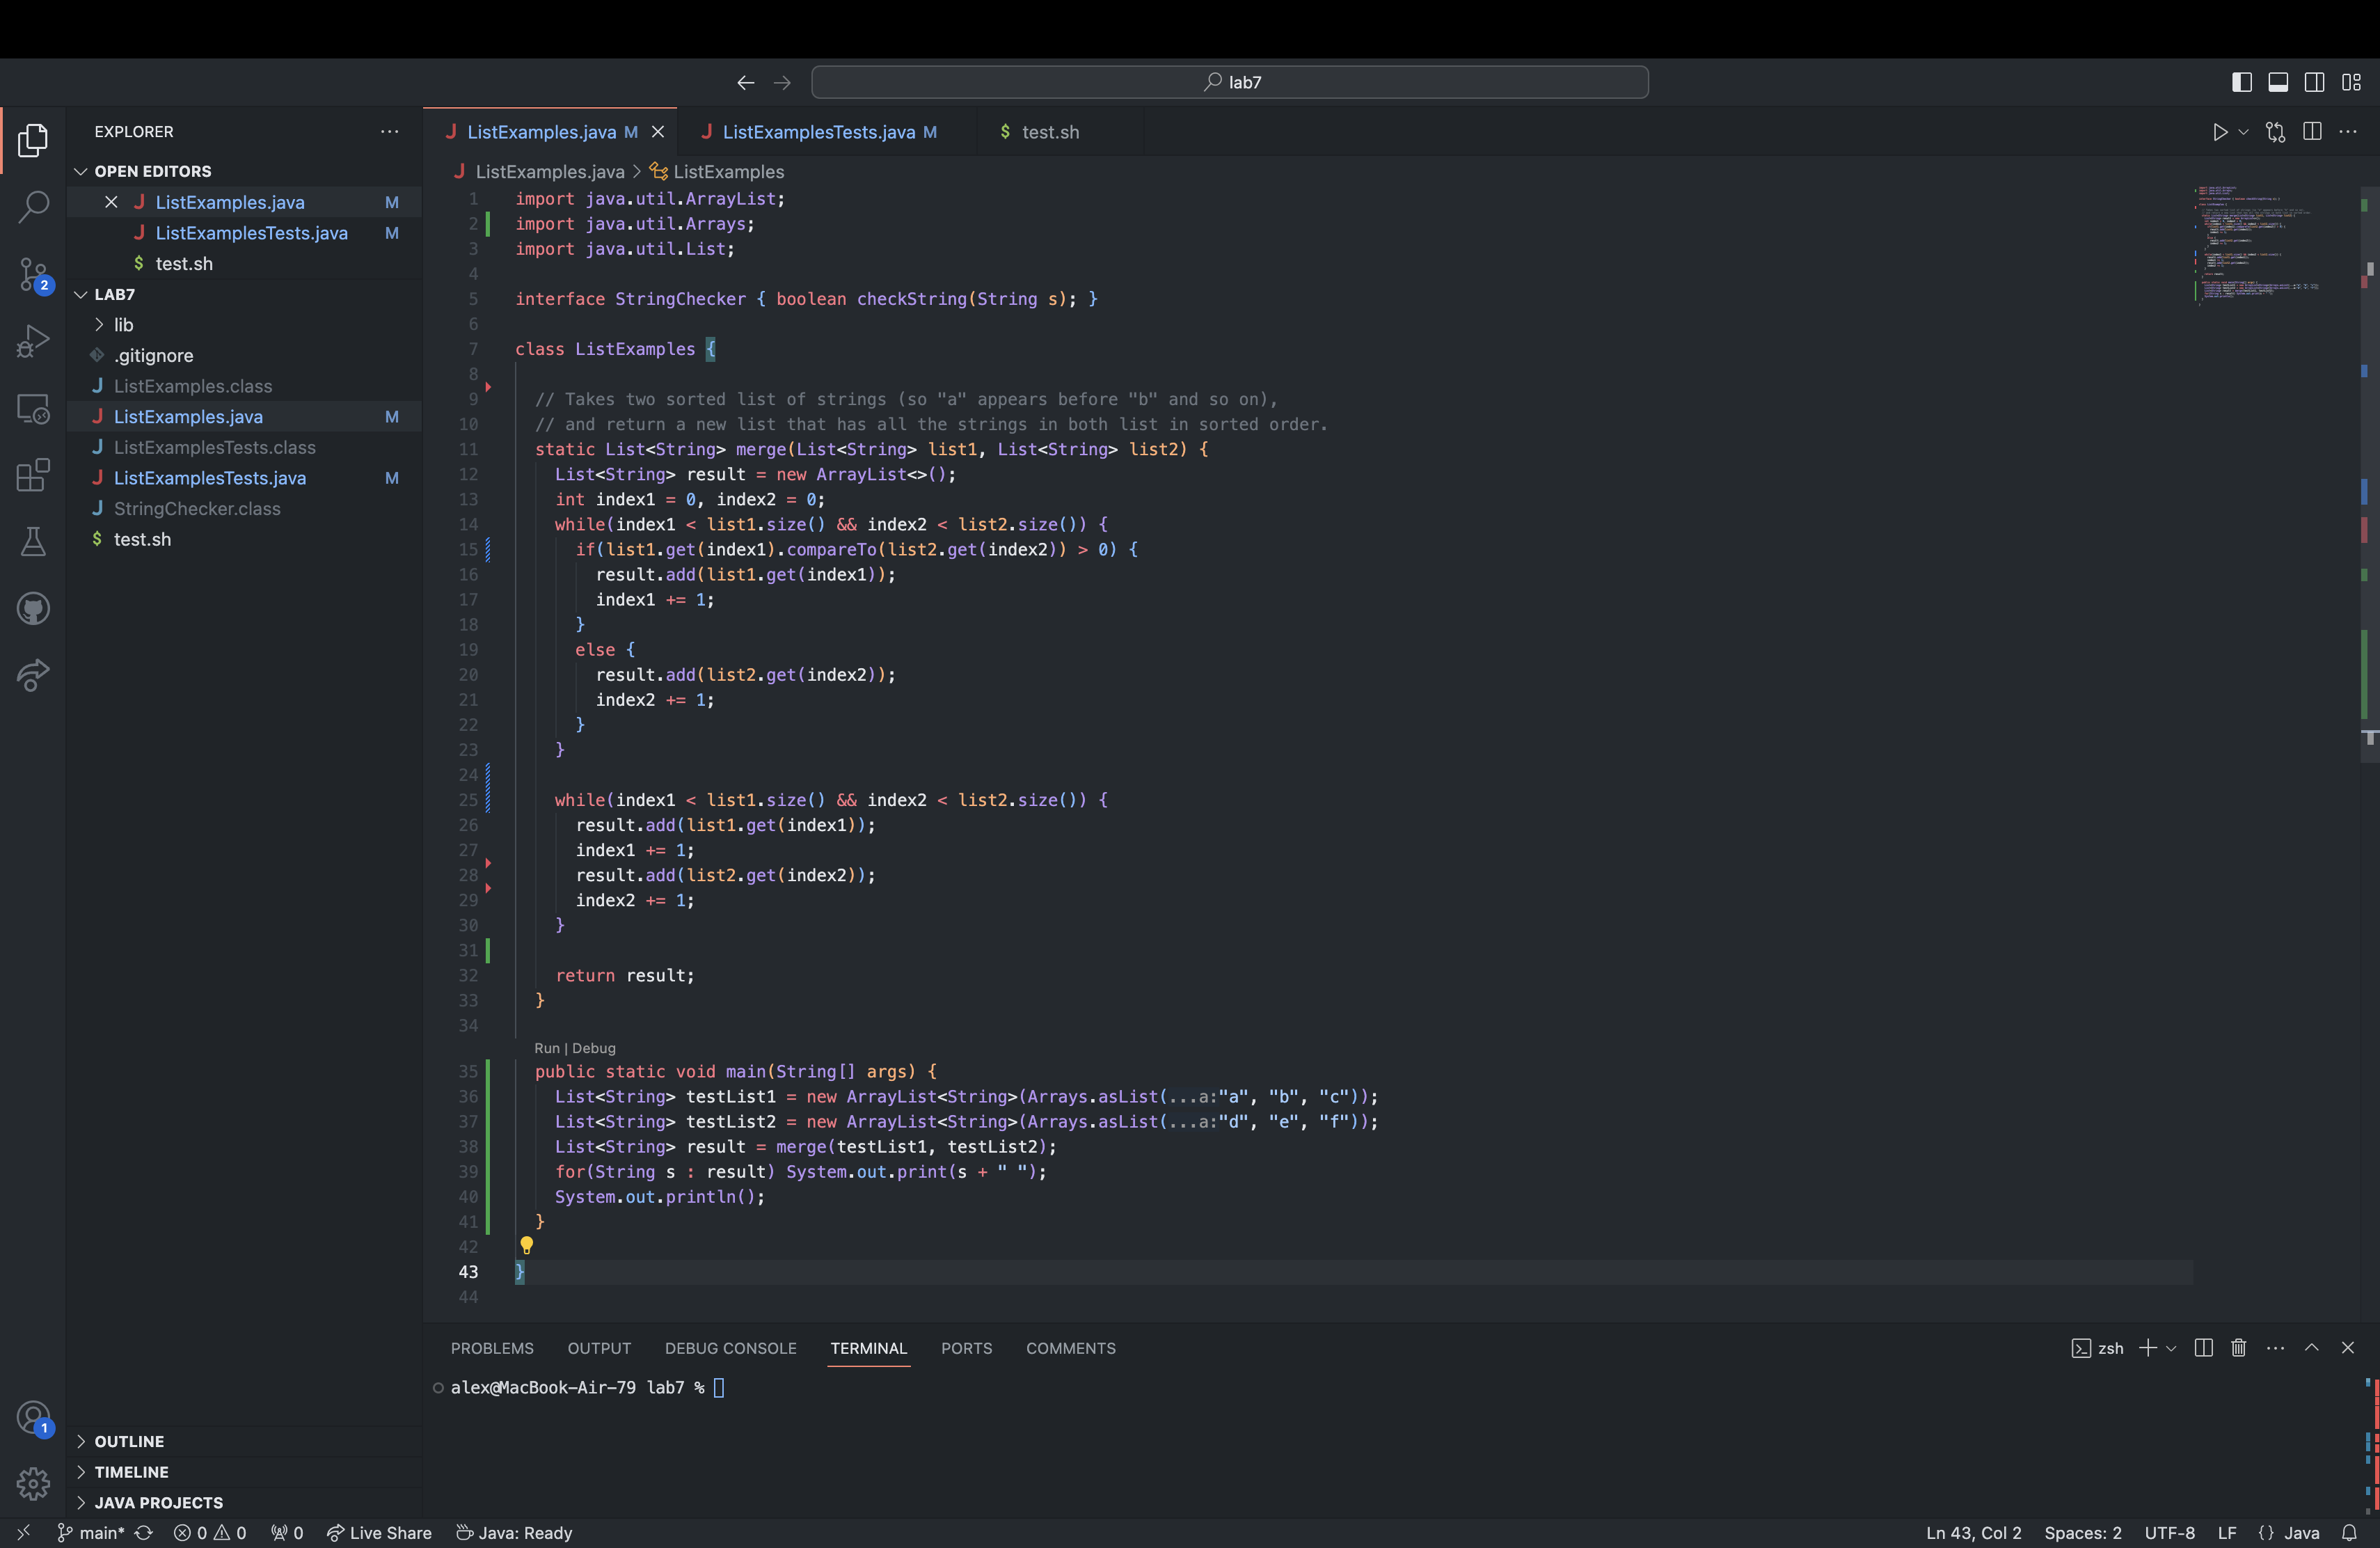 lab7
EXPLORER
OPEN EDITORS
ListExamples.java M
ListExamplesTests.java M
$ test.sh
LAB7
lib
.gitignore
J ListExamples.class
J ListExamples.java M
J ListExamplesTests.class
J ListExamplesTests.java M
J StringChecker.class
$ test.sh
OUTLINE
TIMELINE
JAVA PROJECTS
J ListExamples.java M
J ListExamplesTests.java M
$ test.sh
J ListExamples.java > ListExamples
1 import java.util.ArrayList;
2 import java.util.Arrays;
3 import java.util.List;
4
5 interface StringChecker { boolean checkString(String s); }
6
7 class ListExamples {
8
9 // Takes two sorted list of strings (so "a" appears before "b" and so on),
10 // and return a new list that has all the strings in both list in sorted order.
11 static List<String> merge(List<String> list1, List<String> list2) {
12 List<String> result = new ArrayList<>();
13 int index1 = 0, index2 = 0;
14 while(index1 < list1.size() && index2 < list2.size()) {
15 if(list1.get(index1).compareTo(list2.get(index2)) > 0) {
16 result.add(list1.get(index1));
17 index1 += 1;
18 }
19 else {
20 result.add(list2.get(index2));
21 index2 += 1;
22 }
23 }
24
25 while(index1 < list1.size() && index2 < list2.size()) {
26 result.add(list1.get(index1));
27 index1 += 1;
28 result.add(list2.get(index2));
29 index2 += 1;
30 }
31
32 return result;
33 }
34
Run | Debug
35 public static void main(String[] args) {
36 List<String> testList1 = new ArrayList<String>(Arrays.asList(...a:"a", "b", "c"));
37 List<String> testList2 = new ArrayList<String>(Arrays.asList(...a:"d", "e", "f"));
38 List<String> result = merge(testList1, testList2);
39 for(String s : result) System.out.print(s + " ");
40 System.out.println();
41 }
42
43 }
44
PROBLEMS OUTPUT DEBUG CONSOLE TERMINAL PORTS COMMENTS
zsh
alex@MacBook-Air-79 lab7 %
2
1
main* 0 0 0 Live Share Java: Ready
Ln 43, Col 2 Spaces: 2 UTF-8 LF {} Java